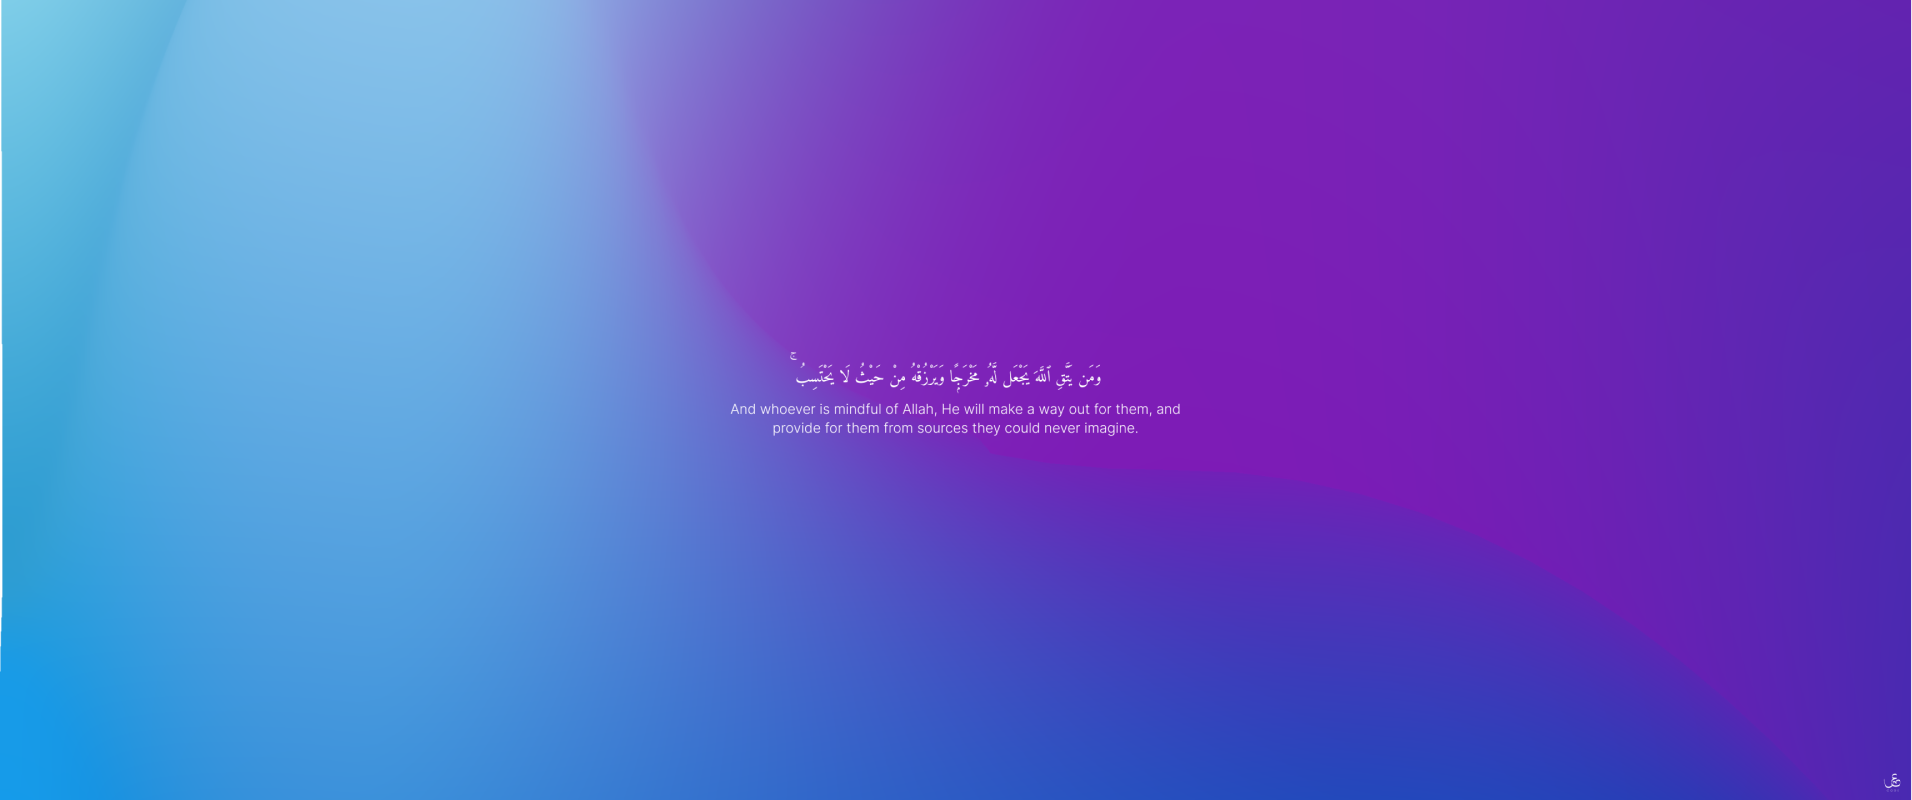 وَمَن يَتَّقِ ٱللَّهَ يَجْعَل لَّهُۥ مَخْرَجًۭا وَيَرْزُقْهُ مِنْ حَيْثُ لَا يَحْتَسِبُ ۚ
And whoever is mindful of Allah, He will make a way out for them, and
provide for them from sources they could never imagine.